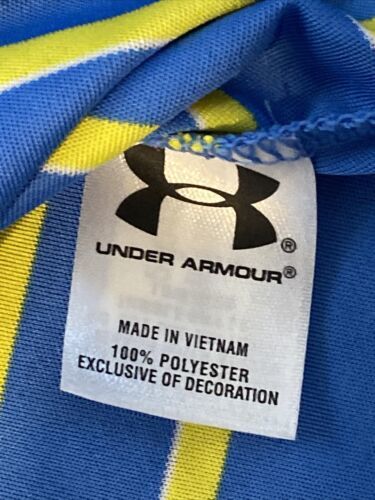 ®
UNDER ARMOUR®
MADE IN VIETNAM
100% POLYESTER
EXCLUSIVE OF DECORATION